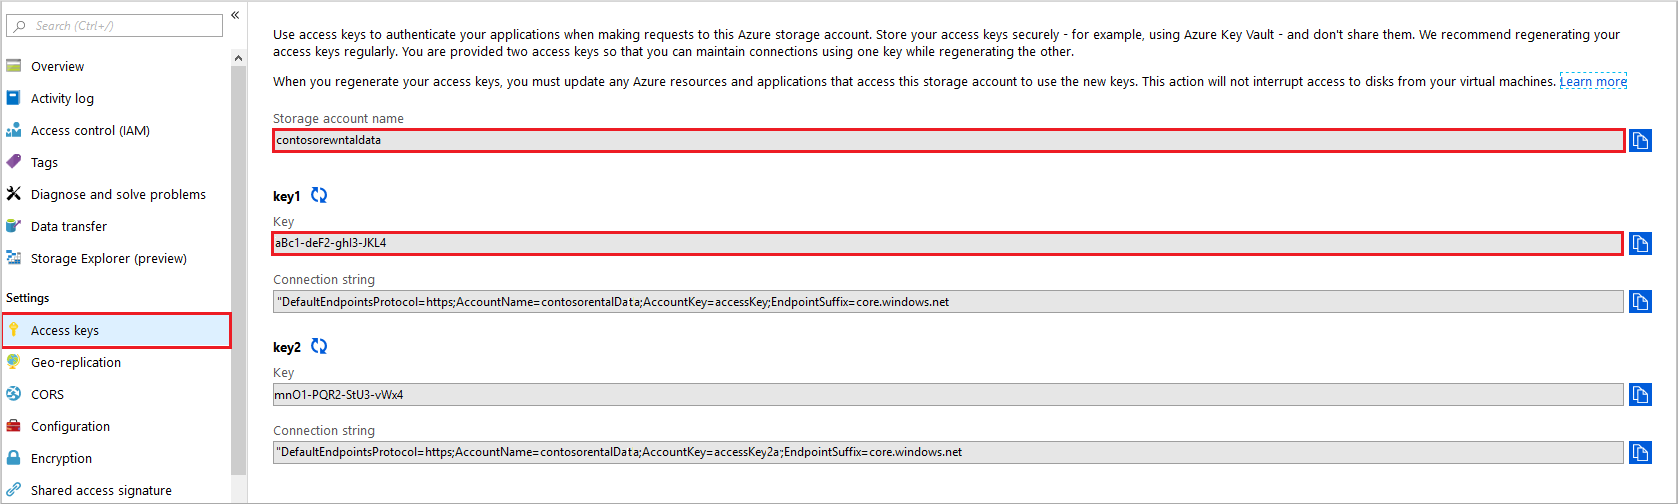 Search (Ctrl+/)
«
Overview
Activity log
Access control (IAM)
Tags
Diagnose and solve problems
Data transfer
Storage Explorer (preview)
Settings
Access keys
Geo-replication
CORS
Configuration
Encryption
Shared access signature
Use access keys to authenticate your applications when making requests to this Azure storage account. Store your access keys securely - for example, using Azure Key Vault - and don't share them. We recommend regenerating your
access keys regularly. You are provided two access keys so that you can maintain connections using one key while regenerating the other.
When you regenerate your access keys, you must update any Azure resources and applications that access this storage account to use the new keys. This action will not interrupt access to disks from your virtual machines. Learn more
Storage account name
contosorewntaldata
key1
Key
aBc1-deF2-ghI3-JKL4
Connection string
"DefaultEndpointsProtocol=https;AccountName=contosorentalData;AccountKey=accessKey;EndpointSuffix=core.windows.net
key2
Key
mnO1-PQR2-StU3-vWx4
Connection string
"DefaultEndpointsProtocol=https;AccountName=contosorentalData;AccountKey=accessKey2a;EndpointSuffix=core.windows.net